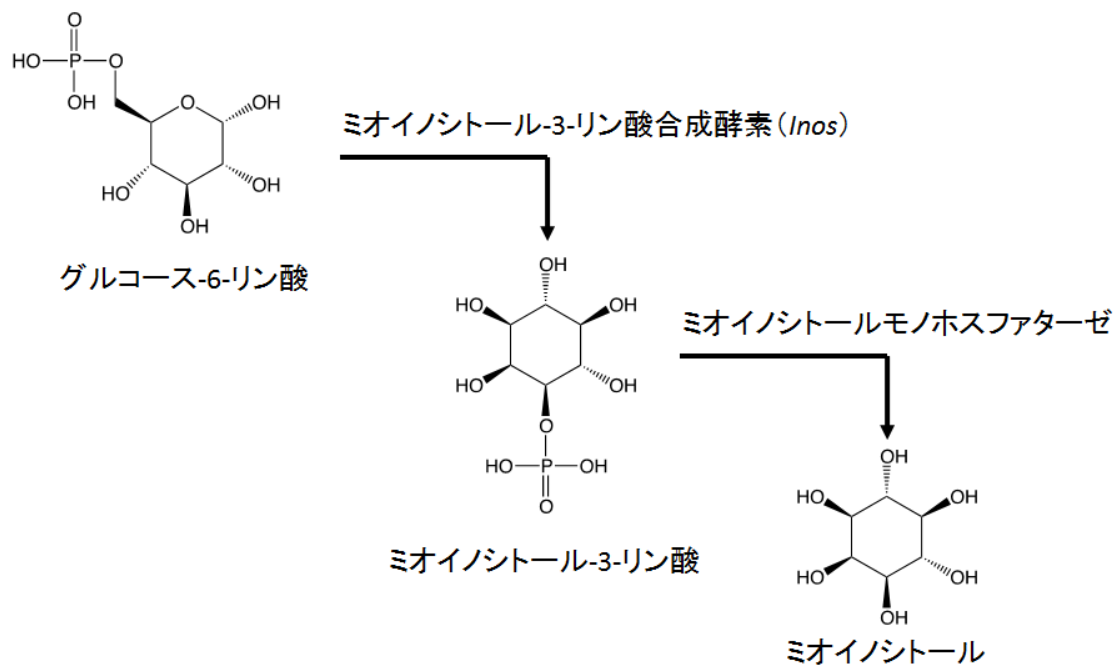 O
HO
P
O
OH
O
OH
HO
OH
OH
グルコース-6-リン酸
ミオイノシトール-3-リン酸合成酵素(Inos)
OH
HO
OH
HO
OH
O
HO
P
OH
O
ミオイノシトール-3-リン酸
ミオイノシトールモノホスファターゼ
OH
HO
OH
HO
OH
OH
ミオイノシトール